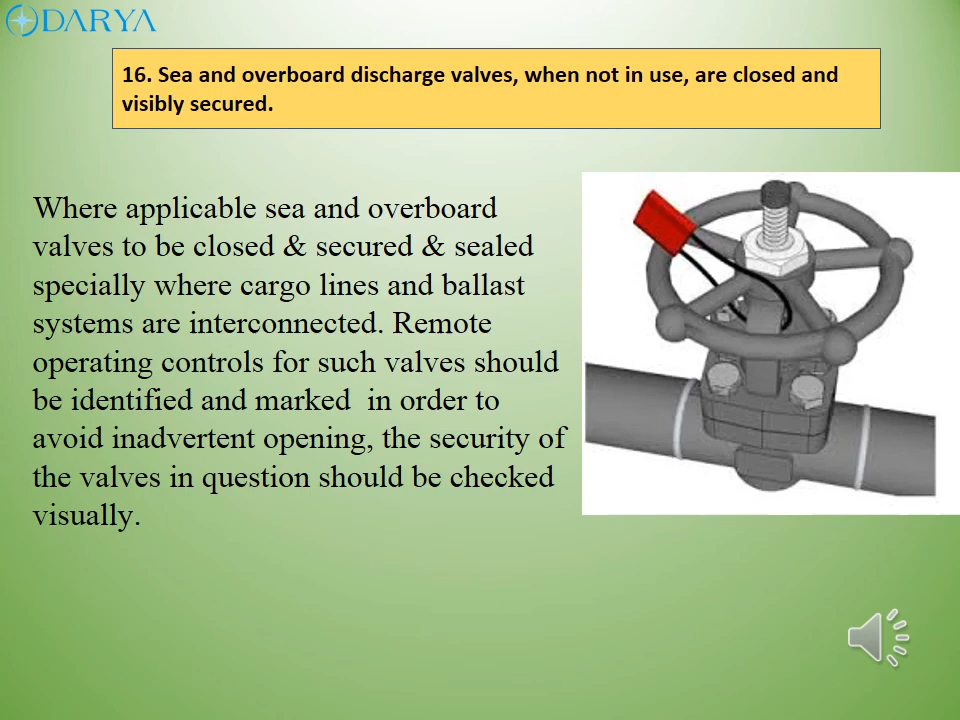 DARYA
16. Sea and overboard discharge valves, when not in use, are closed and
visibly secured.
Where applicable sea and overboard
valves to be closed & secured & sealed
specially where cargo lines and ballast
systems are interconnected. Remote
operating controls for such valves should
be identified and marked  in order to
avoid inadvertent opening, the security of
the valves in question should be checked
visually.